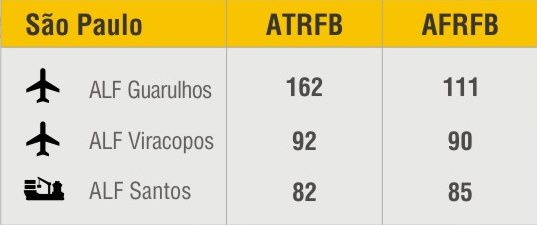 São Paulo ATRFB AFRFB
ALF Guarulhos 162 111
ALF Viracopos 92 90
ALF Santos 82 85